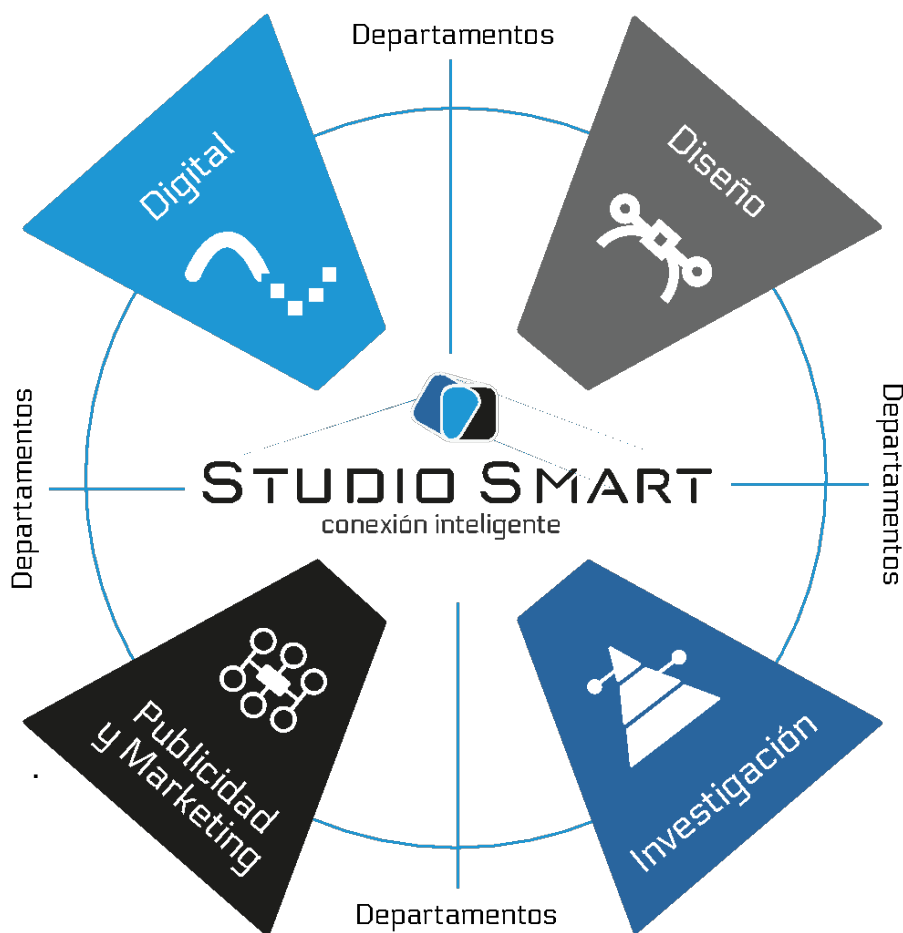 Departamentos
Digital
Diseño
Departamentos
STUDIO SMART
conexión inteligente
Departamentos
Publicidad
y Marketing
Investigación
Departamentos